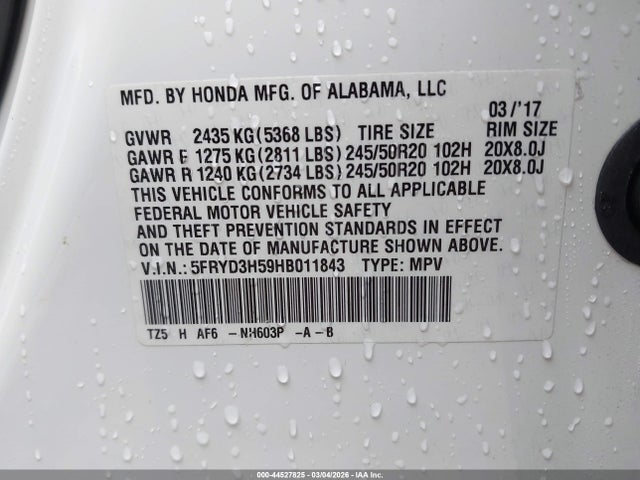 MFD. BY HONDA MFG. OF ALABAMA, LLC
03/'17
GVWR 2435 KG(5368 LBS) TIRE SIZE RIM SIZE
GAWR F 1275 KG(2811 LBS) 245/50R20 102H 20X8.0J
GAWR R 1240 KG(2734 LBS) 245/50R20 102H 20X8.0J
THIS VEHICLE CONFORMS TO ALL APPLICABLE
FEDERAL MOTOR VEHICLE SAFETY
AND THEFT PREVENTION STANDARDS IN EFFECT
ON THE DATE OF MANUFACTURE SHOWN ABOVE.
V.I.N.: 5FRYD3H59HB011843 TYPE: MPV
TZ5 H AF6 -NH603P -A-B
000-44527825 - 03/04/2026 - IAA Inc.